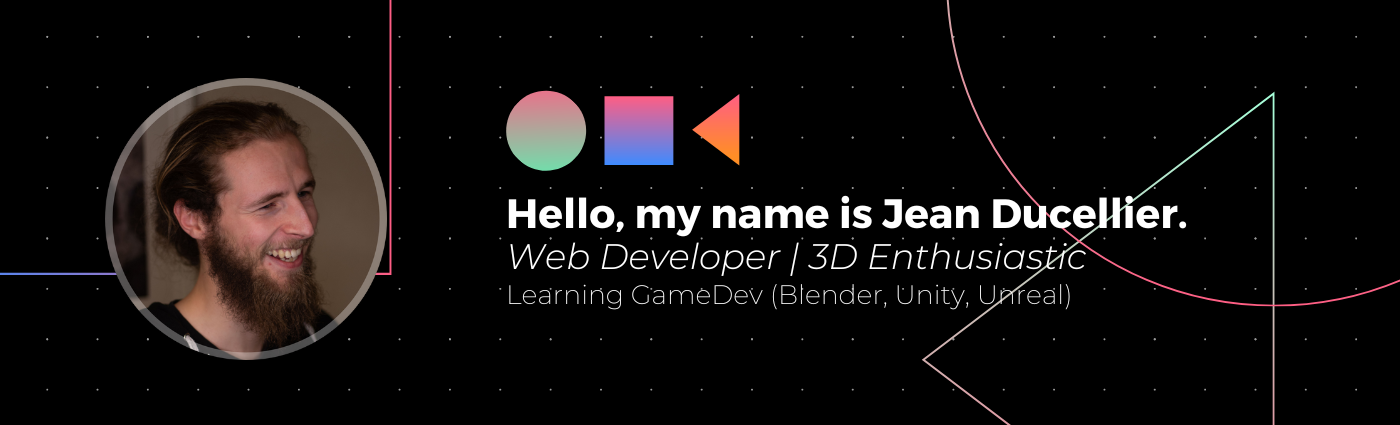 Hello, my name is Jean Ducellier.
Web Developer | 3D Enthusiastic
Learning GameDev (Blender, Unity, Unreal)